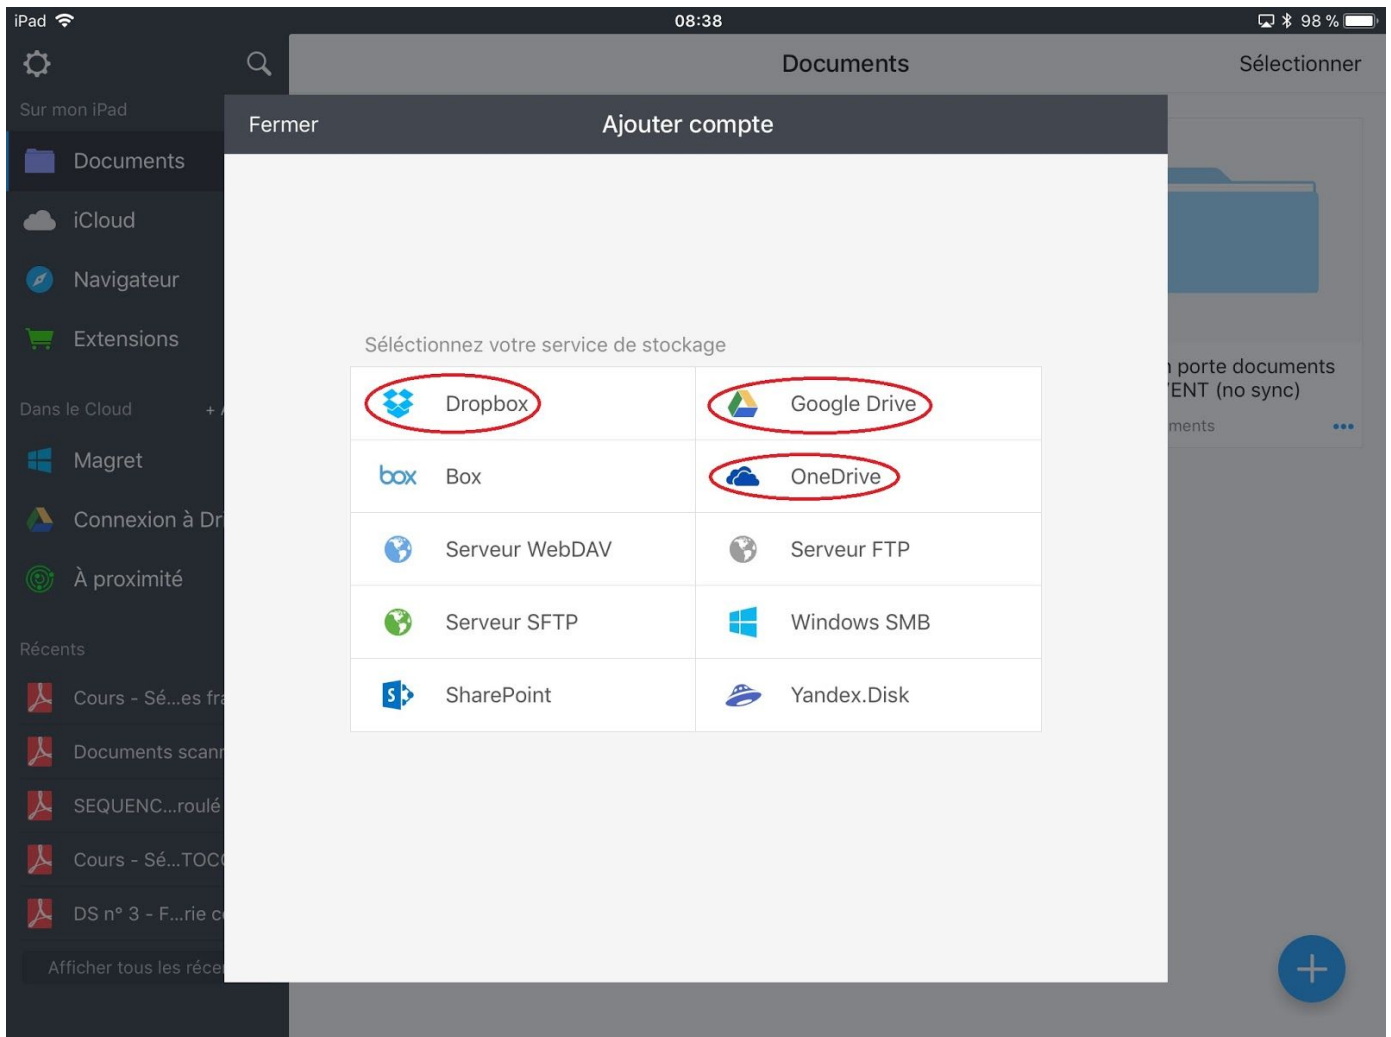 iPad
08:38
98 %
Documents
Sélectionner
Sur mon iPad
Fermer
Ajouter compte
Documents
iCloud
Navigateur
Extensions
Séléctionnez votre service de stockage
porte documents
ENT (no sync)
ments
Dans le Cloud +
Dropbox
Google Drive
Magret
box Box
OneDrive
Connexion à Dr
Serveur WebDAV
Serveur FTP
À proximité
Serveur SFTP
Windows SMB
Récents
Cours - Sé...es fra
S SharePoint
Yandex.Disk
Documents scann
SEQUENC...roulé
Cours - Sé...TOCO
DS n° 3 - F...rie co
Afficher tous les réce
+